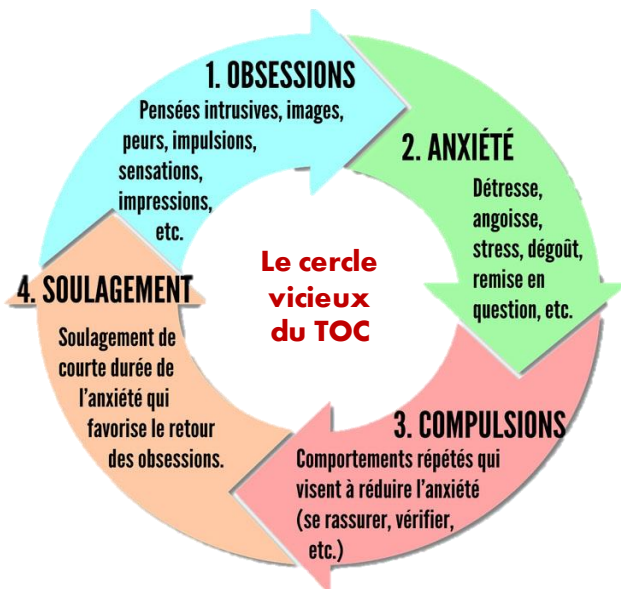 1. OBSESSIONS
Pensées intrusives, images,
peurs, impulsions,
sensations,
impressions,
etc.
2. ANXIÉTÉ
Détresse,
angoisse,
stress, dégoût,
remise en
question, etc.
3. COMPULSIONS
Comportements répétés qui
visent à réduire l'anxiété
(se rassurer, vérifier,
etc.)
4. SOULAGEMENT
Soulagement de
courte durée de
l'anxiété qui
favorise le retour
des obsessions.
Le cercle
vicieux
du TOC